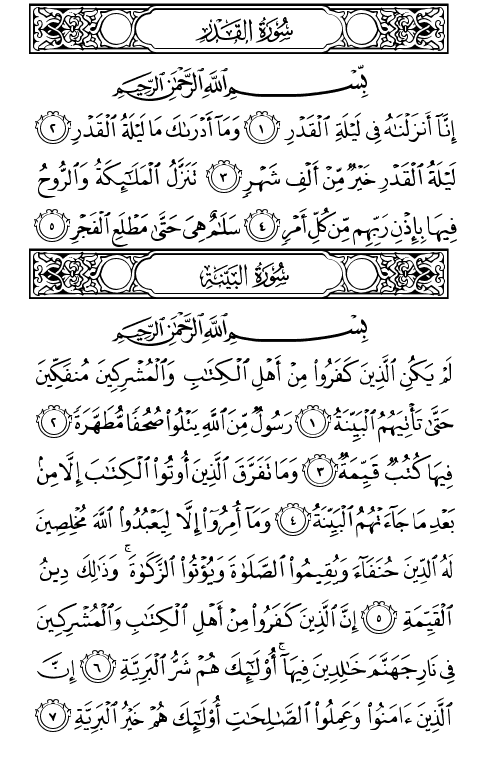 سُورَةُ القَدۡرِ
بِسۡمِ ٱللَّهِ ٱلرَّحۡمَٰنِ ٱلرَّحِيمِ
إِنَّآ أَنزَلۡنَٰهُ فِي لَيۡلَةِ ٱلۡقَدۡرِ ١ وَمَآ أَدۡرَىٰكَ مَا لَيۡلَةُ ٱلۡقَدۡرِ ٢
لَيۡلَةُ ٱلۡقَدۡرِ خَيۡرٞ مِّنۡ أَلۡفِ شَهۡرٖ ٣ تَنَزَّلُ ٱلۡمَلَٰٓئِكَةُ وَٱلرُّوحُ
فِيهَا بِإِذۡنِ رَبِّهِم مِّن كُلِّ أَمۡرٖ ٤ سَلَٰمٌ هِيَ حَتَّىٰ مَطۡلَعِ ٱلۡفَجۡرِ ٥
سُورَةُ البَيِّنَةِ
بِسۡمِ ٱللَّهِ ٱلرَّحۡمَٰنِ ٱلرَّحِيمِ
لَمۡ يَكُنِ ٱلَّذِينَ كَفَرُواْ مِنۡ أَهۡلِ ٱلۡكِتَٰبِ وَٱلۡمُشۡرِكِينَ مُنفَكِّينَ
حَتَّىٰ تَأۡتِيَهُمُ ٱلۡبَيِّنَةُ ١ رَسُولٞ مِّنَ ٱللَّهِ يَتۡلُواْ صُحُفٗا مُّطَهَّرَةٗ ٢
فِيهَا كُتُبٞ قَيِّمَةٞ ٣ وَمَا تَفَرَّقَ ٱلَّذِينَ أُوتُواْ ٱلۡكِتَٰبَ إِلَّا مِنۢ
بَعۡدِ مَا جَآءَتۡهُمُ ٱلۡبَيِّنَةُ ٤ وَمَآ أُمِرُوٓاْ إِلَّا لِيَعۡبُدُواْ ٱللَّهَ مُخۡلِصِينَ
لَهُ ٱلدِّينَ حُنَفَآءَ وَيُقِيمُواْ ٱلصَّلَوٰةَ وَيُؤۡتُواْ ٱلزَّكَوٰةَۚ وَذَٰلِكَ دِينُ
ٱلۡقَيِّمَةِ ٥ إِنَّ ٱلَّذِينَ كَفَرُواْ مِنۡ أَهۡلِ ٱلۡكِتَٰبِ وَٱلۡمُشۡرِكِينَ
فِي نَارِ جَهَنَّمَ خَٰلِدِينَ فِيهَآۚ أُوْلَٰٓئِكَ هُمۡ شَرُّ ٱلۡبَرِيَّةِ ٦ إِنَّ
ٱلَّذِينَ ءَامَنُواْ وَعَمِلُواْ ٱلصَّٰلِحَٰتِ أُوْلَٰٓئِكَ هُمۡ خَيۡرُ ٱلۡبَرِيَّةِ ٧